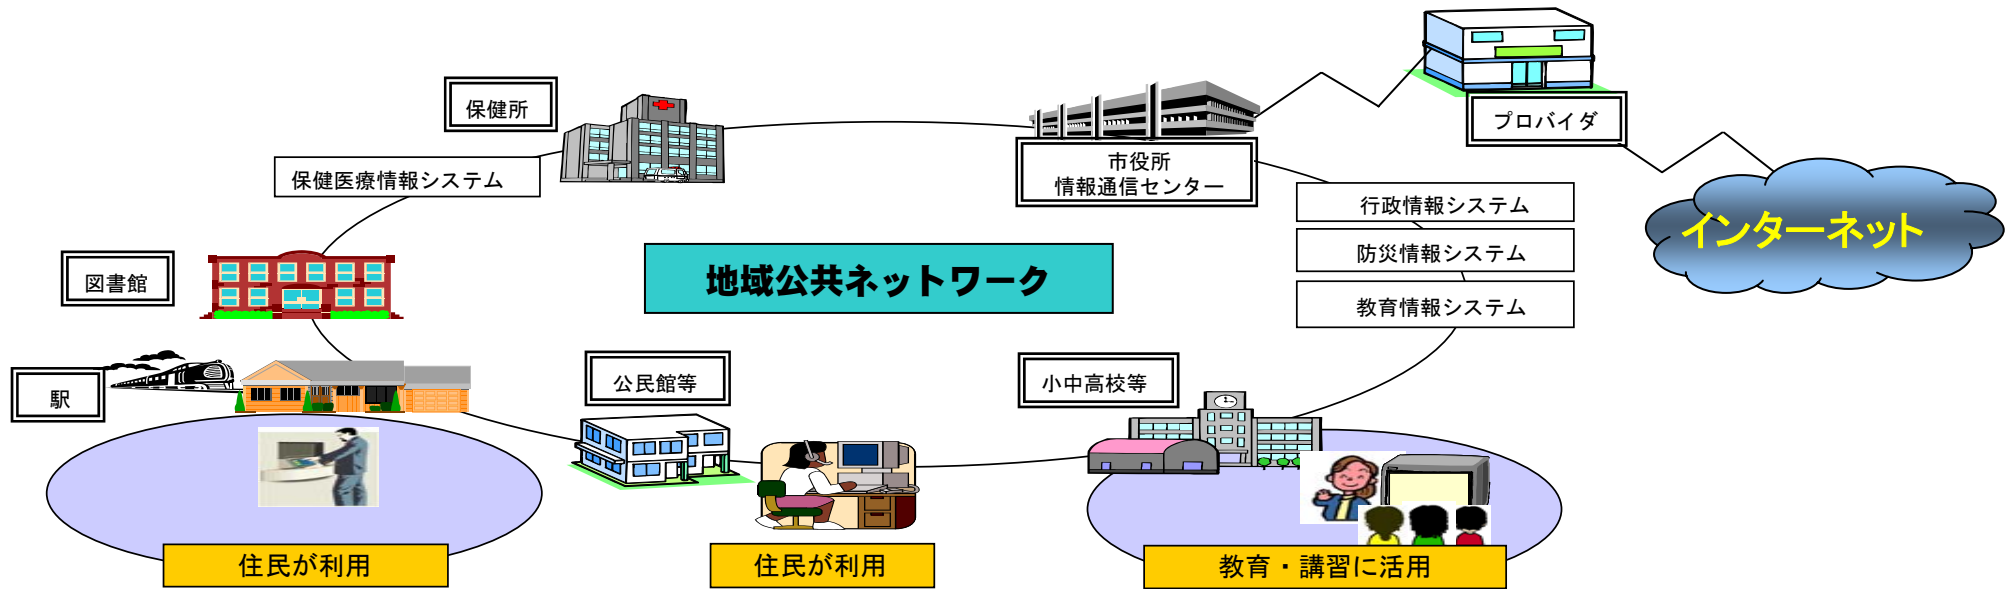 保健所
プロバイダ
市役所
情報通信センター
保健医療情報システム
行政情報システム
インターネット
防災情報システム
図書館
地域公共ネットワーク
教育情報システム
駅
公民館等
小中高校等
住民が利用
住民が利用
教育・講習に活用